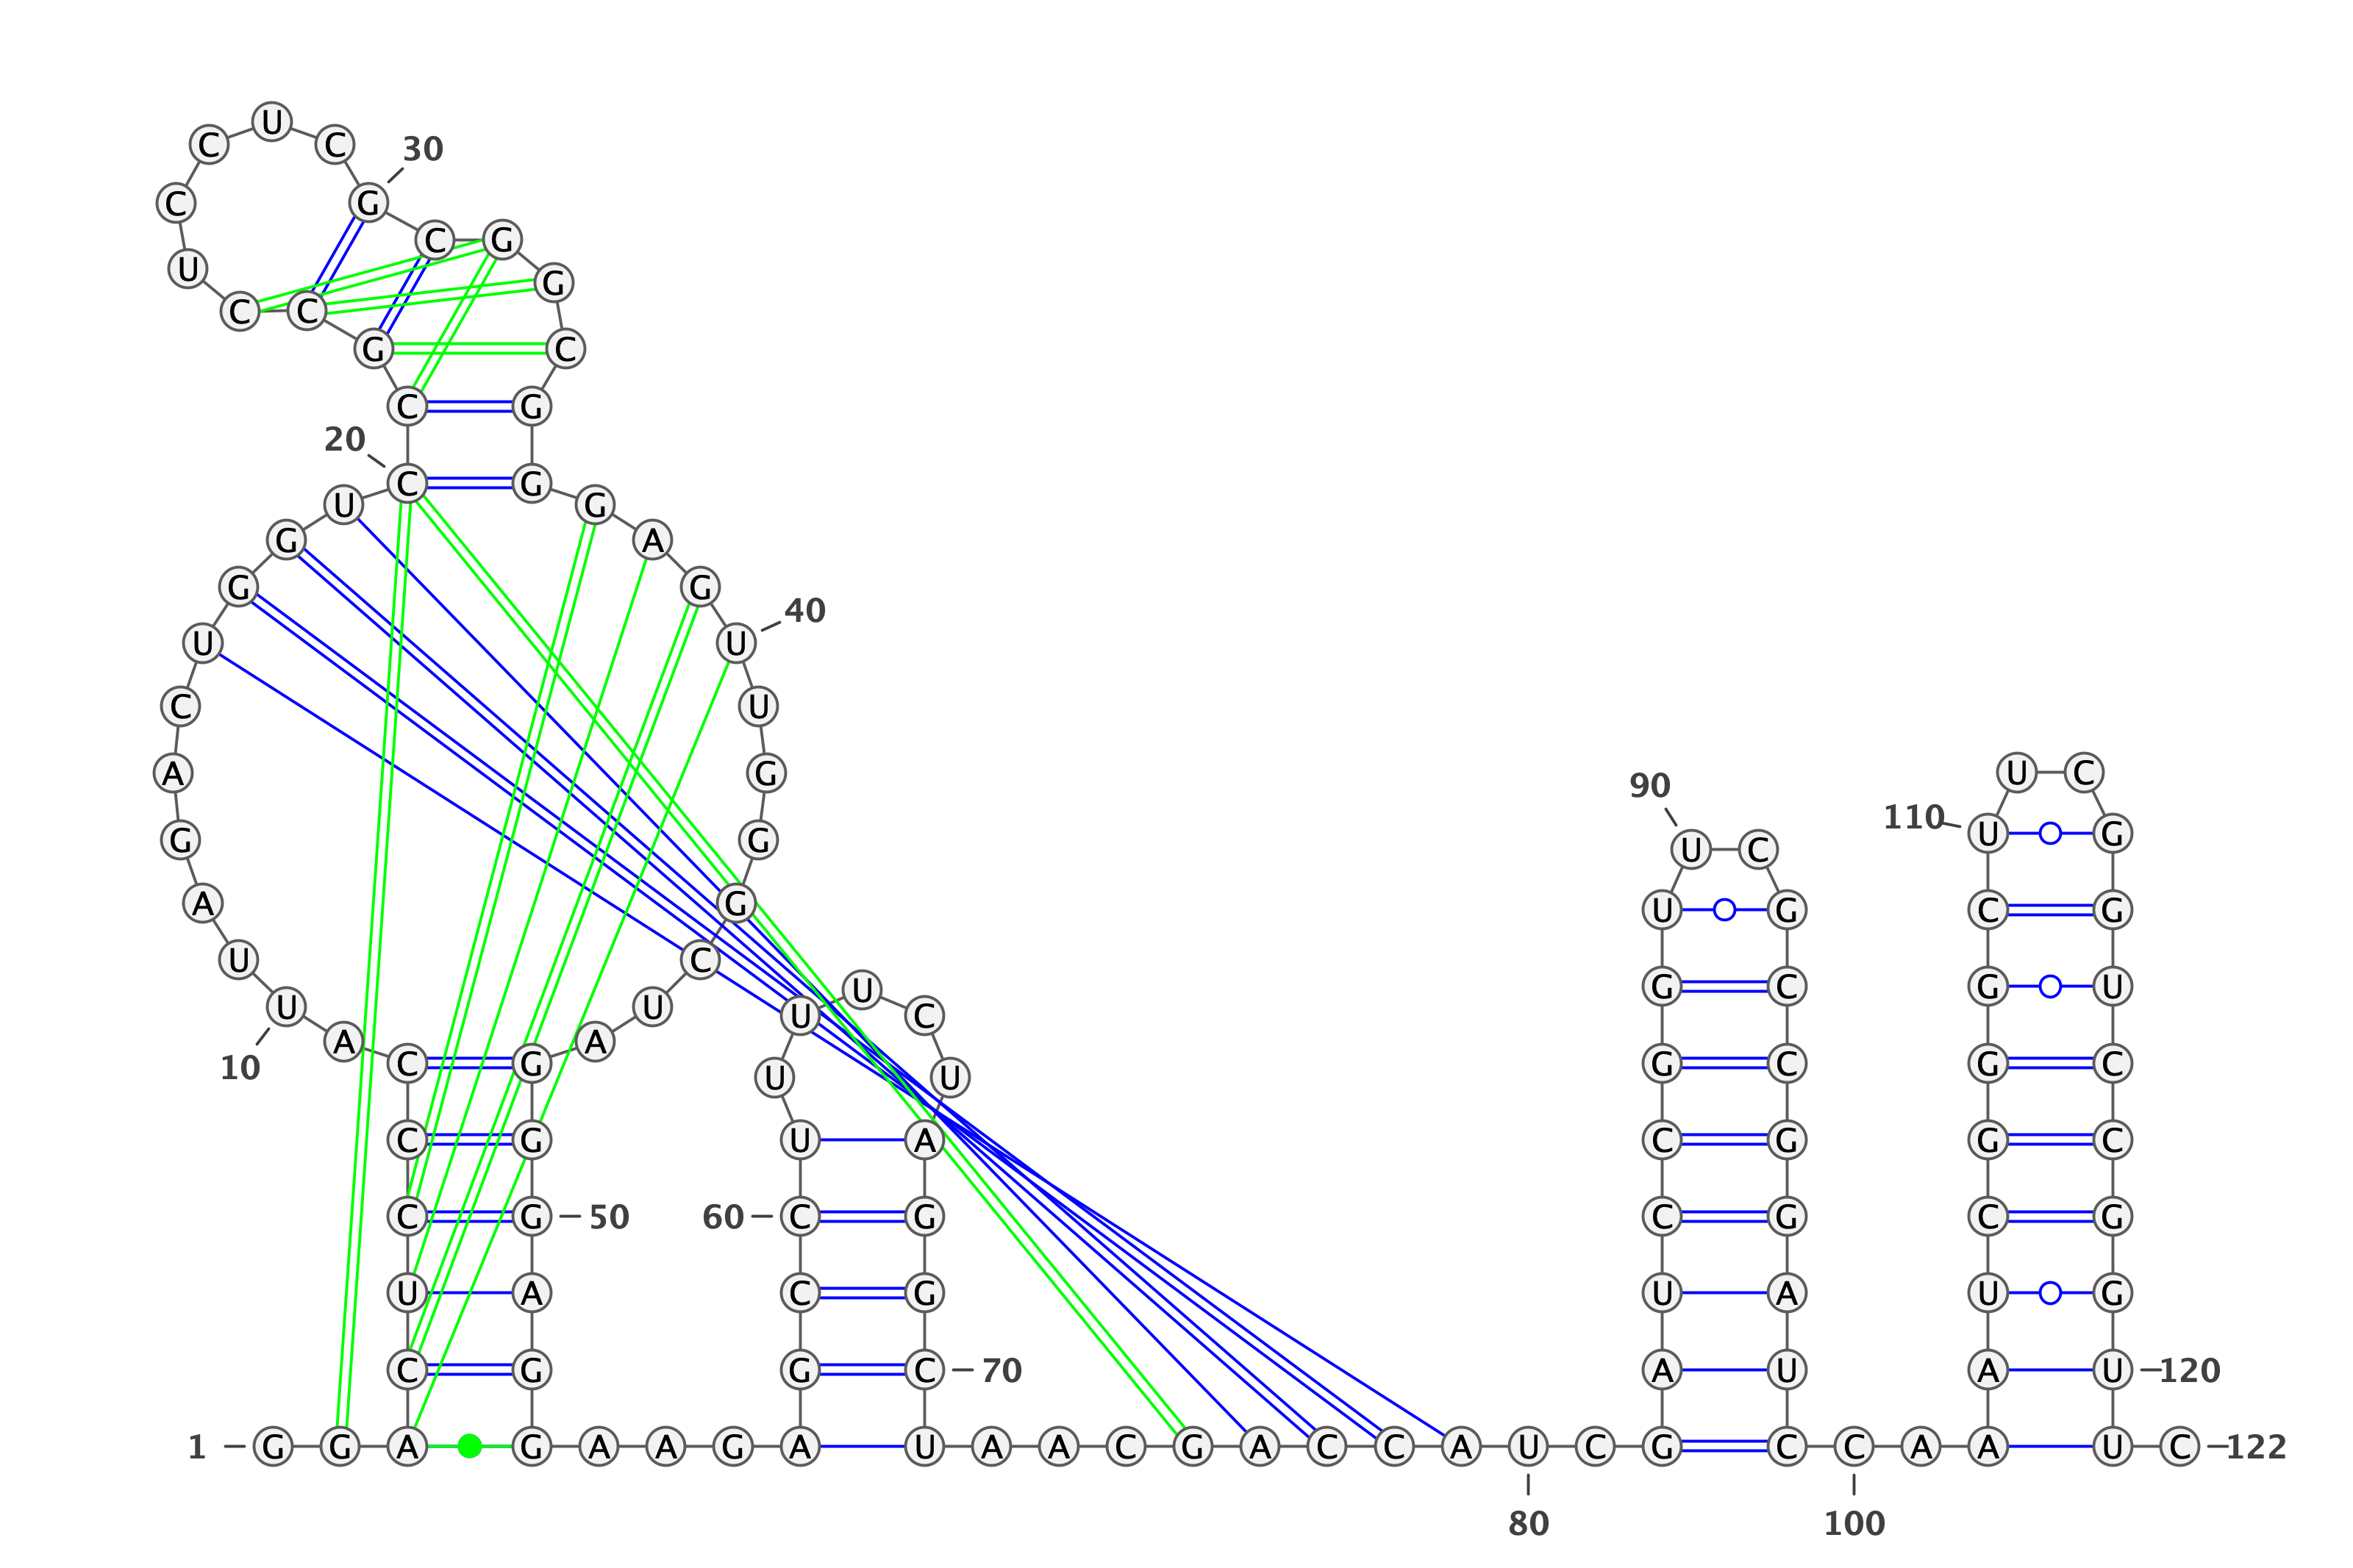 U
C C 30
C G
C G
U G
C C
G C
C G
20
C G
U G
G A
G G
40
U U
C U
A G U C
90
110 U G
G G U C
A G U G C G
U C
G C G U
U
U U U C
A A
C G G C G C
10
U U
C G U A C G G C
C G 50 60 C G C G C G
U A C G U A U G
C G G C 70 A U A U 120
1 G G A G A A G A U A A C G A C C A U C G C C A A U C 122
80 100